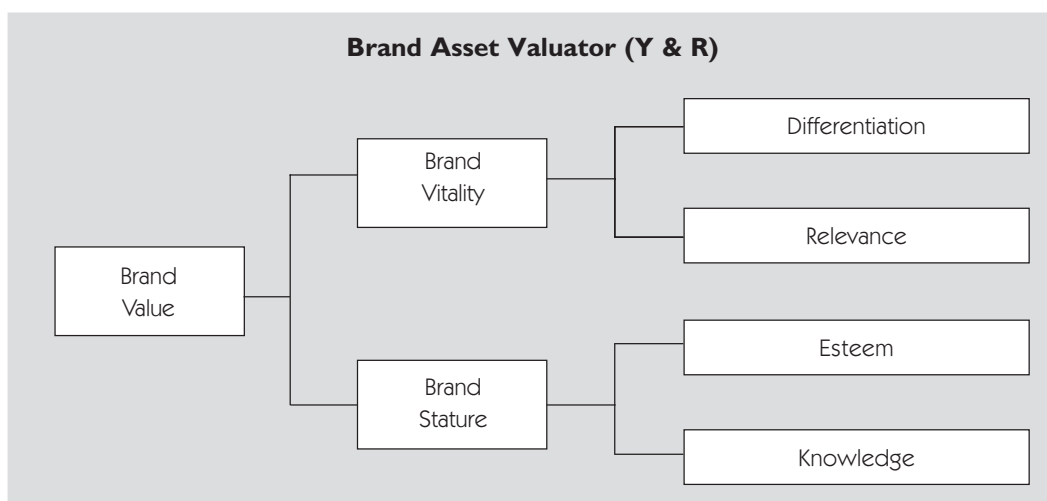 Brand Asset Valuator (Y & R)
Differentiation
Brand
Vitality
Relevance
Brand
Value
Esteem
Brand
Stature
Knowledge